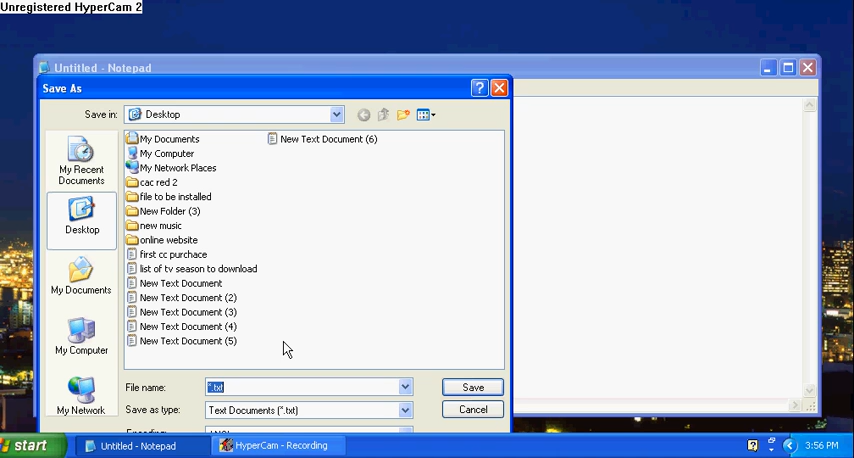 Unregistered HyperCam 2
Untitled - Notepad
Save As
Save in:
Desktop
My Recent
Documents
Desktop
My Documents
My Computer
My Network
My Documents
My Computer
My Network Places
cac red 2
file to be installed
New Folder (3)
new music
online website
first cc purchace
list of tv season to download
New Text Document
New Text Document (2)
New Text Document (3)
New Text Document (4)
New Text Document (5)
New Text Document (6)
File name:
*.txt
Save
Save as type:
Text Documents (*.txt)
Cancel
start
Untitled - Notepad
HyperCam - Recording
3:56 PM